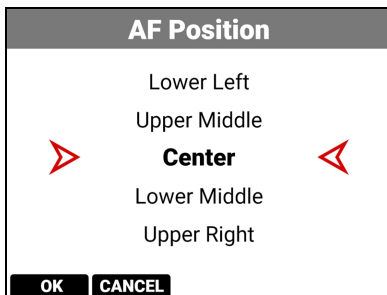 AF Position
Lower Left
Upper Middle
Center
Lower Middle
Upper Right
OK CANCEL